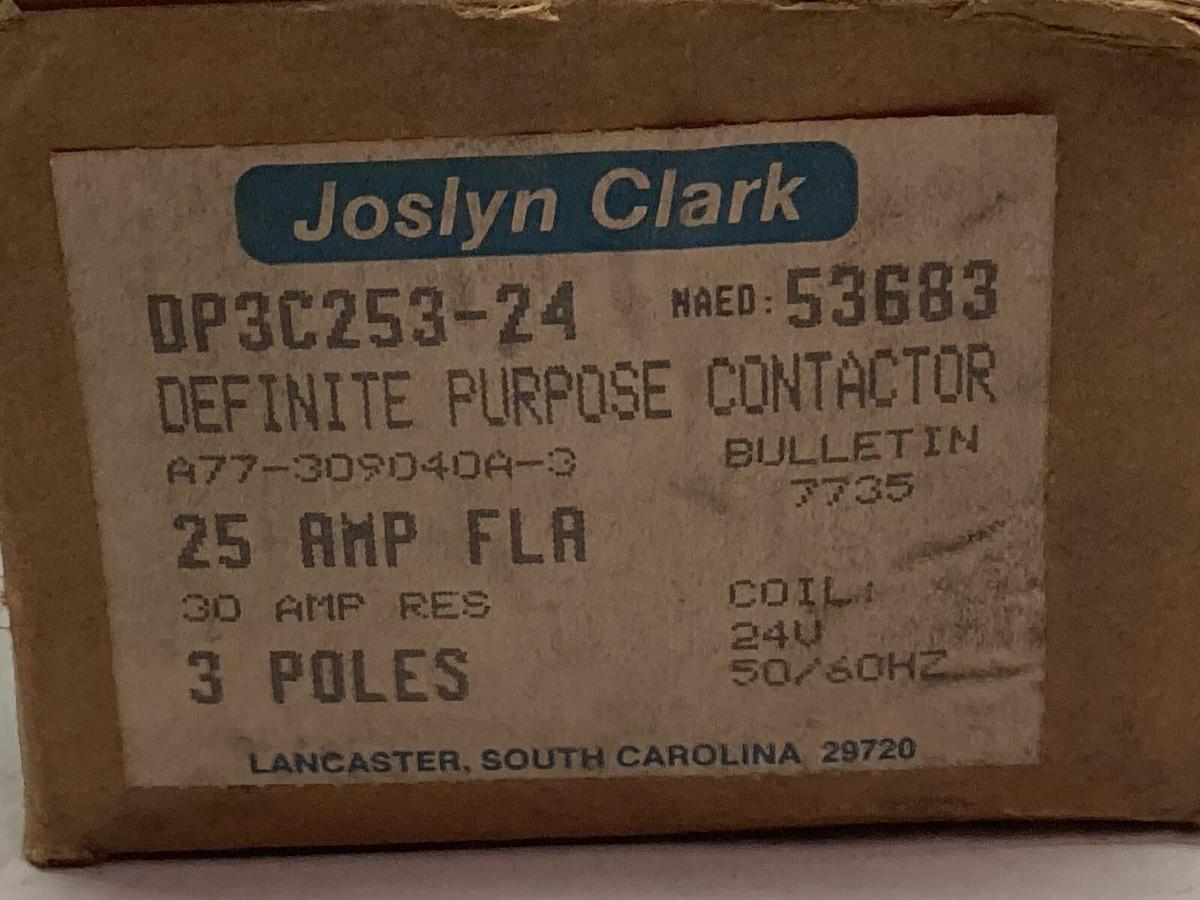 Joslyn Clark
DP3C253-24 NAED: 53683
DEFINITE PURPOSE CONTACTOR
A77-309040A-3 BULLETIN
7735
25 AMP FLA
30 AMP RES COIL:
24V
3 POLES 50/60HZ
LANCASTER, SOUTH CAROLINA 29720